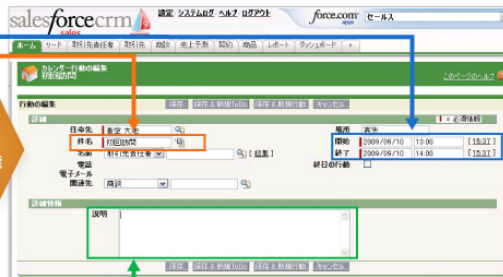 salesforcecrm
sales
設定・システムログ・ヘルプ・ログアウト
force.com
セールス
ホーム リード 取引先責任者 取引先 商談 売上予測 契約 商品 レポート ダッシュボード
カレンダー行動の編集
初回訪問
このページのヘルプ
行動の編集
保存 保存 & 新規ToDo 保存 & 新規行動 キャンセル
詳細
= 必須情報
任命先 香空 大地
場所 貴先
件名 初回訪問
開始 2009/09/10 13:00 [15:37]
名前 取引先責任者 [編集]
終了 2009/09/10 14:00 [15:37]
電話
終日の行動
電子メール
関連先 商談
詳細情報
説明
保存 保存 & 新規ToDo 保存 & 新規行動 キャンセル